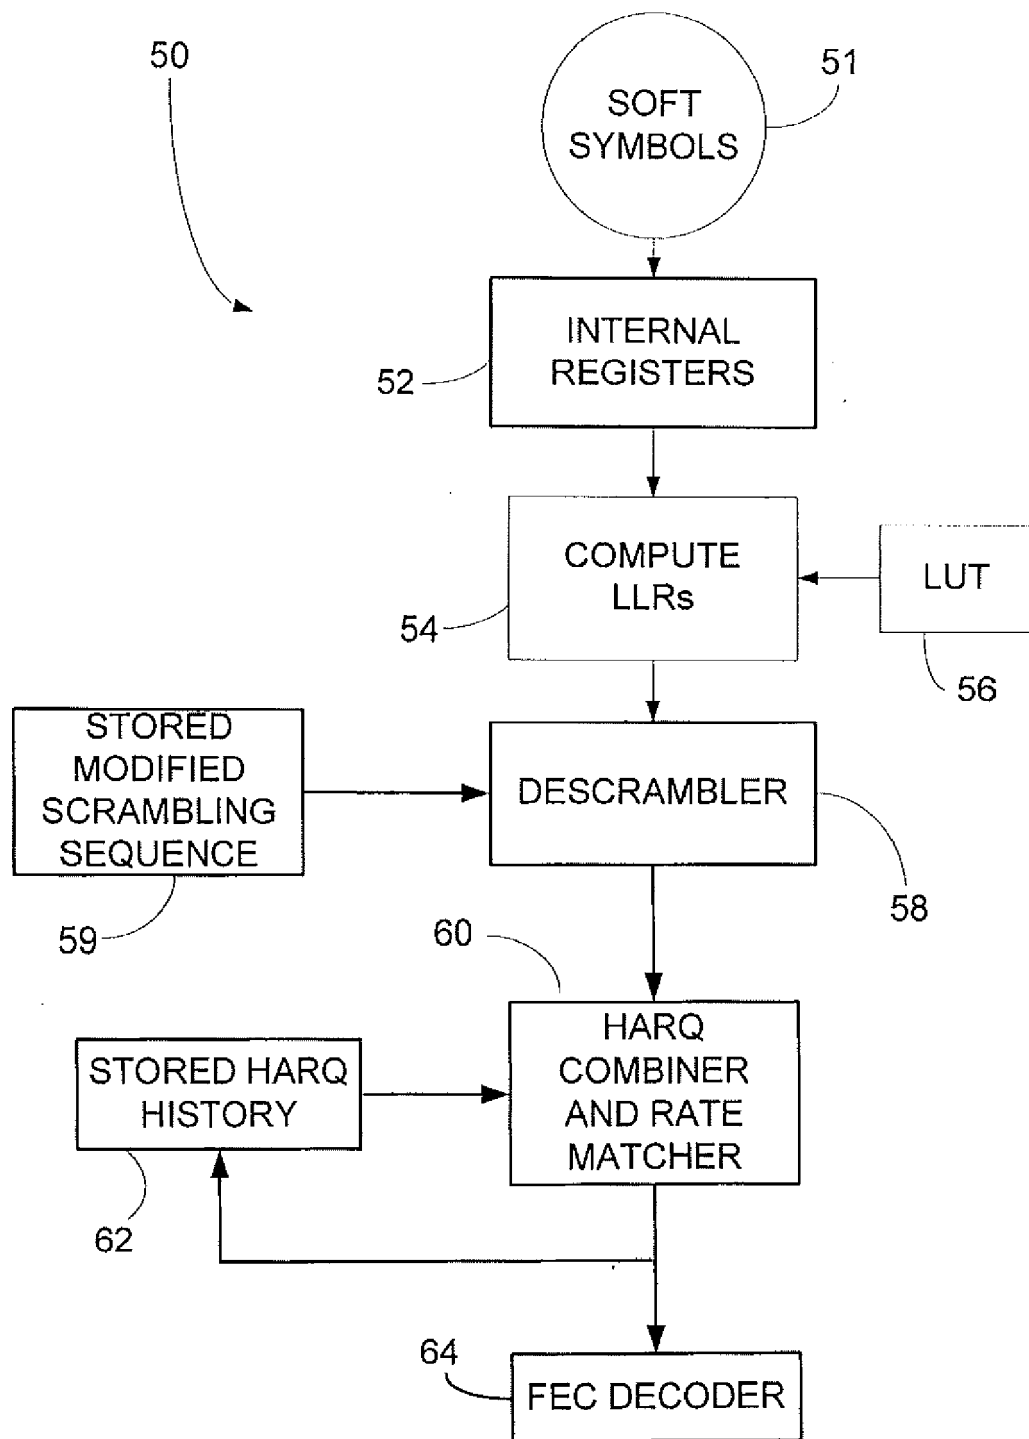 50
51
SOFT
SYMBOLS
INTERNAL
REGISTERS
52
COMPUTE
LLRs
54
LUT
56
STORED
MODIFIED
SCRAMBLING
SEQUENCE
59
DESCRAMBLER
58
60
HARQ
COMBINER
AND RATE
MATCHER
STORED HARQ
HISTORY
62
64
FEC DECODER